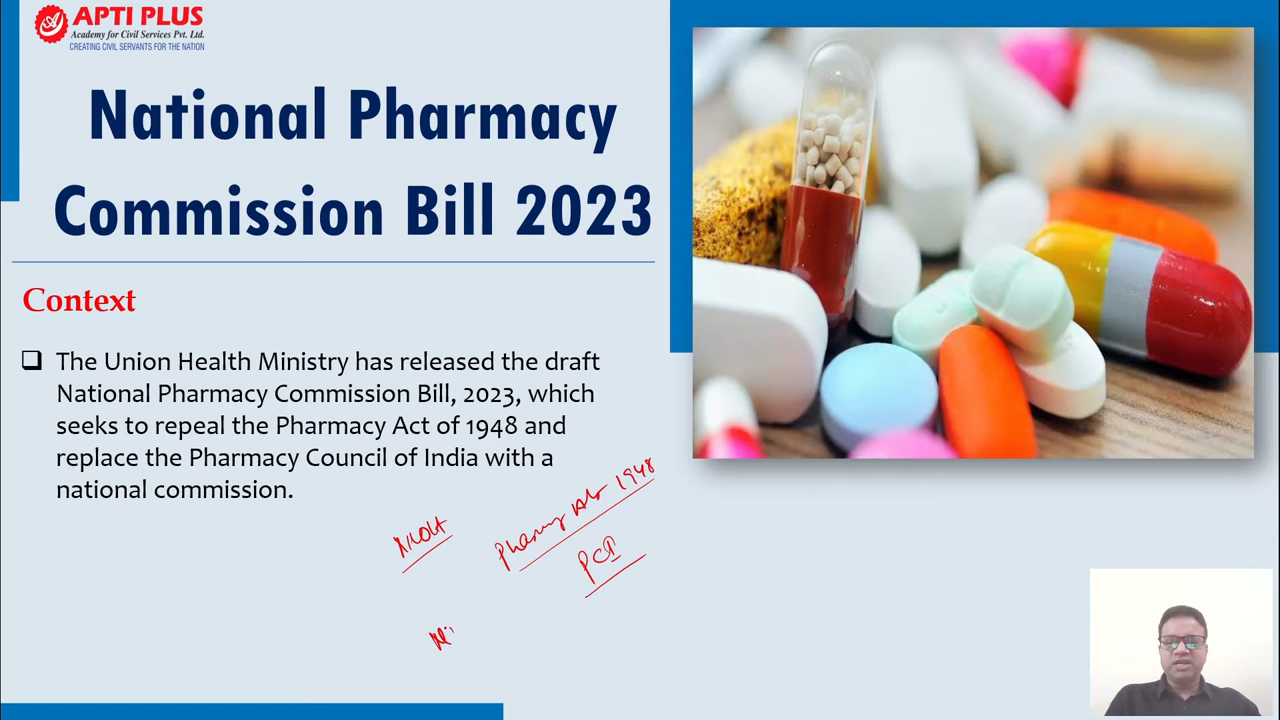 APTI PLUS
Academy for Civil Services Pvt. Ltd.
CREATING CIVIL SERVANTS FOR THE NATION
National Pharmacy
Commission Bill 2023
Context
The Union Health Ministry has released the draft
National Pharmacy Commission Bill, 2023, which
seeks to repeal the Pharmacy Act of 1948 and
replace the Pharmacy Council of India with a
national commission.
1948
PCI